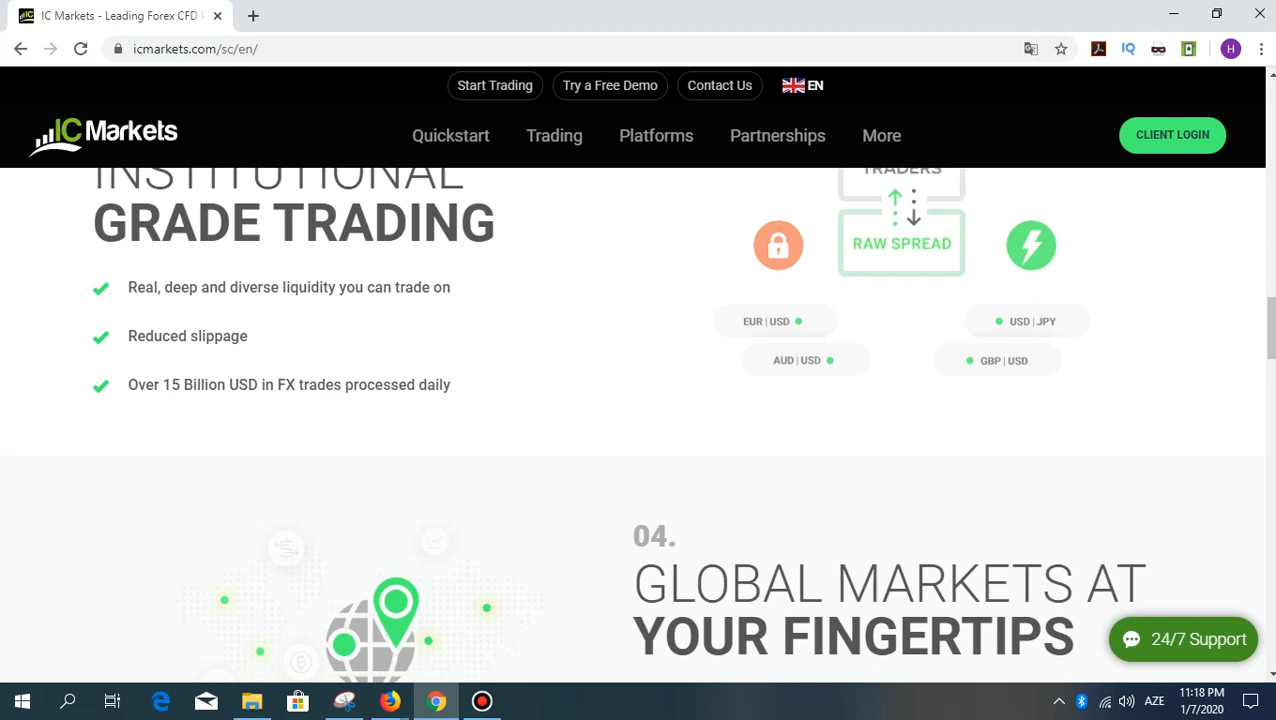 IC Markets - Leading Forex CFD
icmarkets.com/sc/en/
IQ
H
Start Trading
Try a Free Demo
Contact Us
EN
IC Markets
Quickstart
Trading
Platforms
Partnerships
More
CLIENT LOGIN
INSTITUTIONAL
GRADE TRADING
Real, deep and diverse liquidity you can trade on
Reduced slippage
Over 15 Billion USD in FX trades processed daily
TRADERS
RAW SPREAD
EUR | USD
USD | JPY
AUD | USD
GBP | USD
04.
GLOBAL MARKETS AT
YOUR FINGERTIPS
24/7 Support
AZE
11:18 PM
1/7/2020